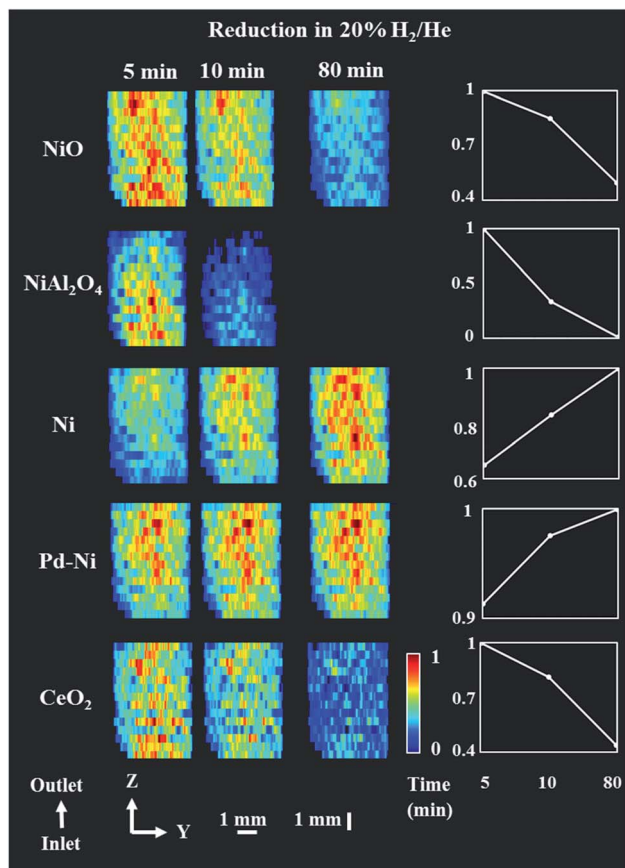 Reduction in 20% H₂/He
5 min 10 min 80 min
NiO
1
0.7
0.4
NiAl₂O₄
1
0.5
0
Ni
1
0.8
0.6
Pd-Ni
1
0.9
CeO₂
1
0
1
0.7
0.4
Time
(min)
5 10 80
Outlet
Inlet
Z
Y
1 mm 1 mm